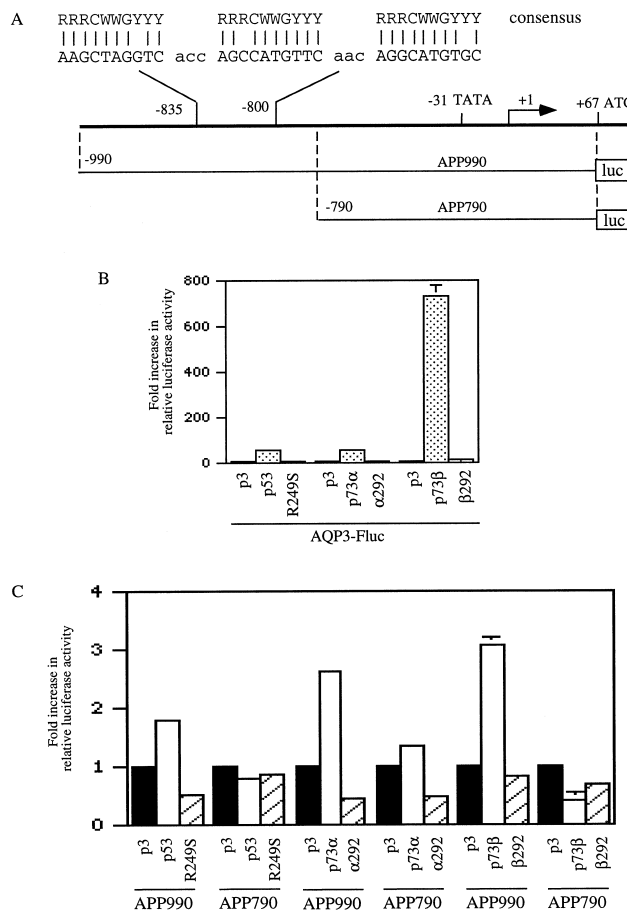 A
RRRCWWGYYY RRRCWWGYYY RRRCWWGYYY consensus
AAGCTAGGTC acc AGCCATGTTC aac AGGCATGTGC
-835 -800 -31 TATA +1 +67 ATG
-990 APP990 luc
-790 APP790 luc
B
Fold increase in
relative luciferase activity
800
600
400
200
0
p3 p53 R249S p3 p73α α292 p3 p73β β292
AQP3-Fluc
C
Fold increase in
relative luciferase activity
4
3
2
1
0
p3 p53 R249S p3 p53 R249S p3 p73α α292 p3 p73α α292 p3 p73β β292 p3 p73β β292
APP990 APP790 APP990 APP790 APP990 APP790